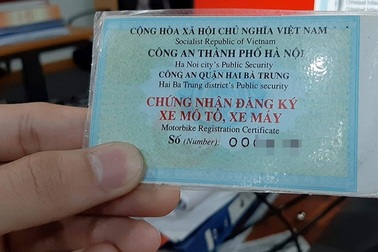 CỘNG HÒA XÃ HỘI CHỦ NGHĨA VIỆT NAM
Socialist Republic of Vietnam
CÔNG AN THÀNH PHỐ HÀ NỘI
Ha Noi city's Public Security
CÔNG AN QUẬN HAI BÀ TRƯNG
Hai Ba Trung district's Public security
CHỨNG NHẬN ĐĂNG KÝ
XE MÔ TÔ, XE MÁY
Motorbike Registration Certificate
Số (Number): 00